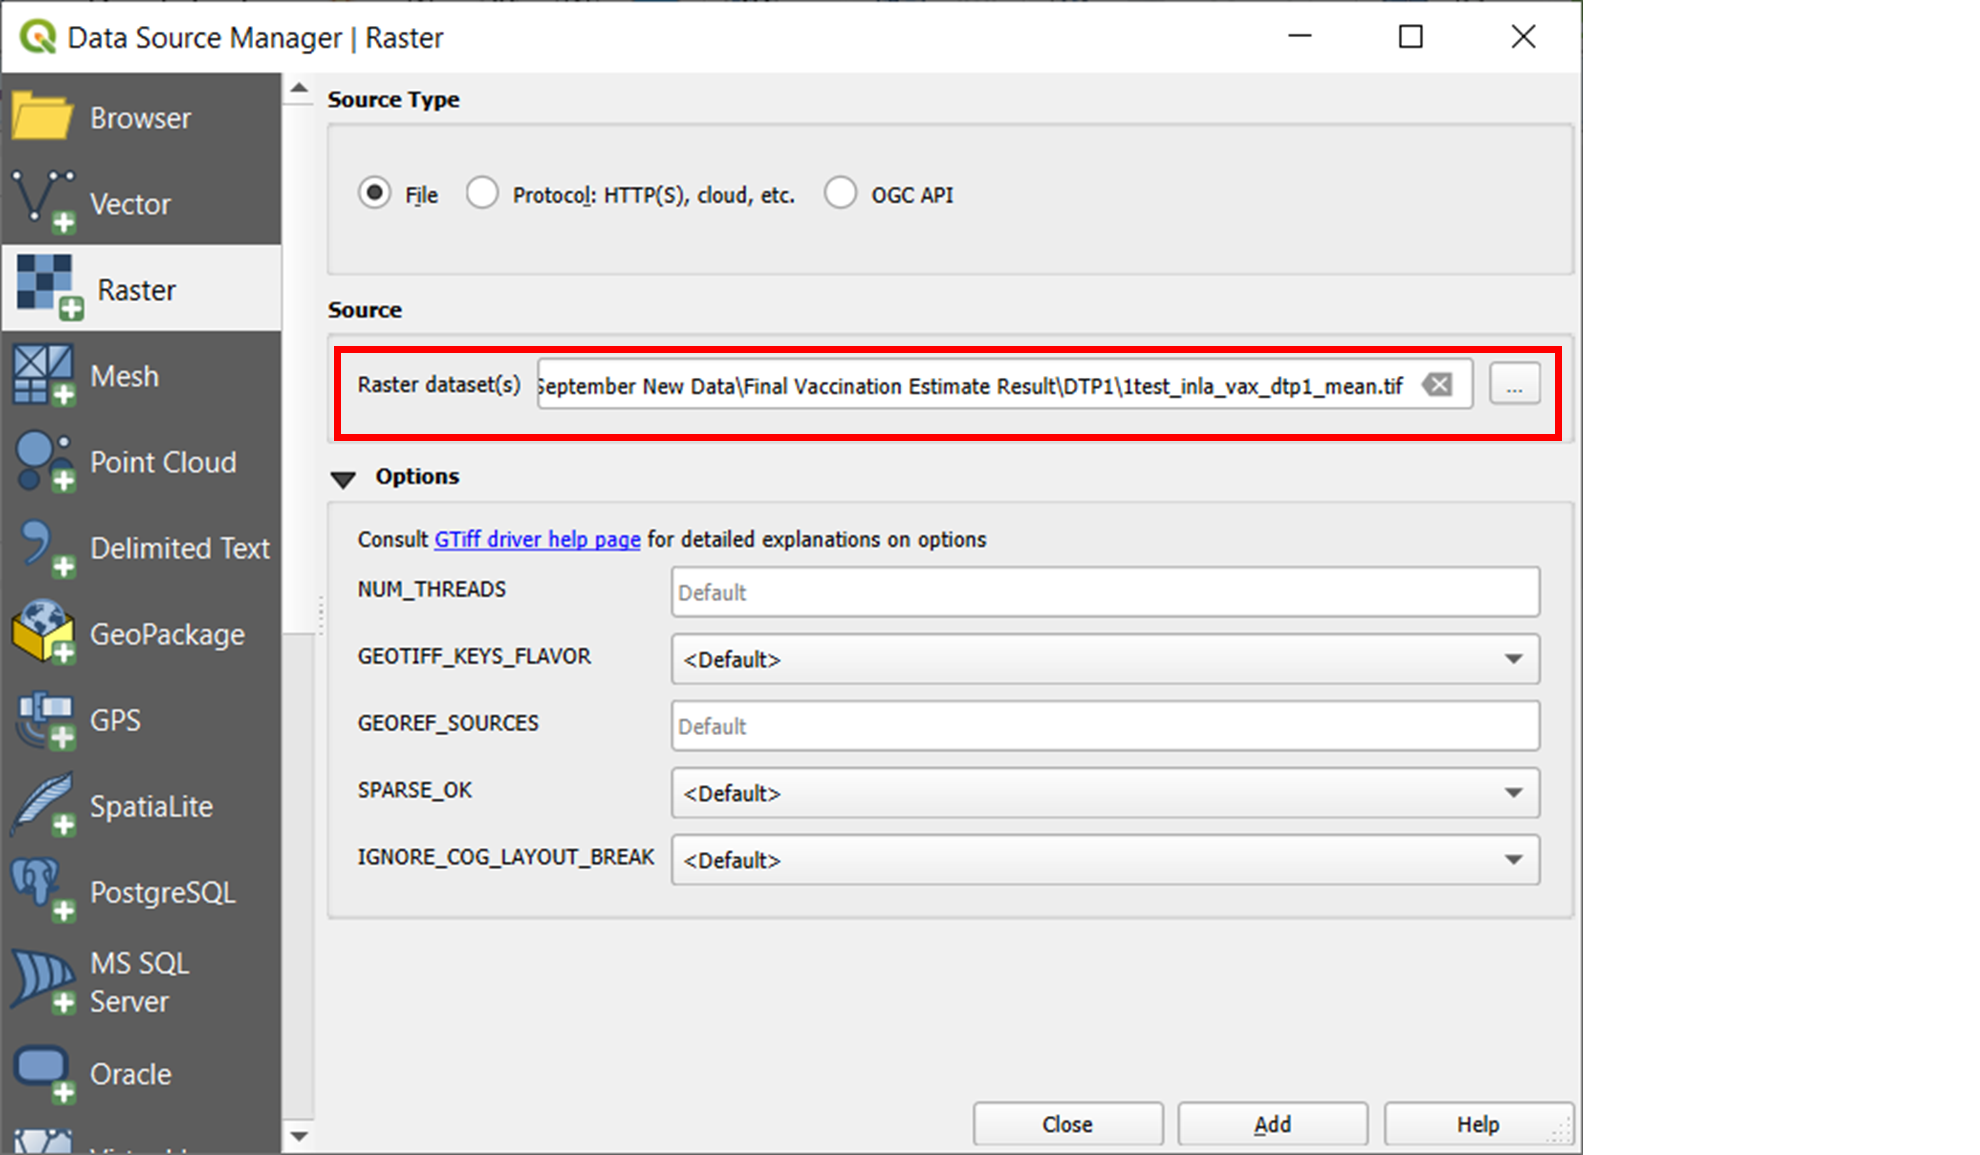 Data Source Manager | Raster
Browser
Vector
Raster
Mesh
Point Cloud
Delimited Text
GeoPackage
GPS
SpatiaLite
PostgreSQL
MS SQL
Server
Oracle
Source Type
File
Protocol: HTTP(S), cloud, etc.
OGC API
Source
Raster dataset(s)
September New Data\Final Vaccination Estimate Result\DTP1\1test_inla_vax_dtp1_mean.tif
...
Options
Consult GTiff driver help page for detailed explanations on options
NUM_THREADS
Default
GEOTIFF_KEYS_FLAVOR
<Default>
GEOREF_SOURCES
Default
SPARSE_OK
<Default>
IGNORE_COG_LAYOUT_BREAK
<Default>
Close
Add
Help